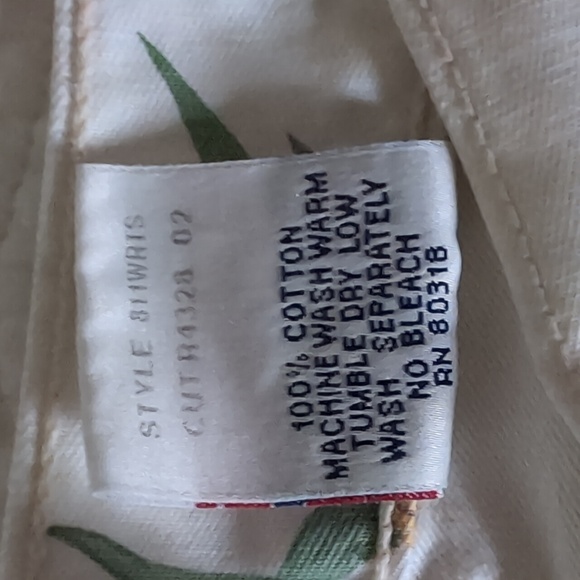 STYLE 811WRIS
CUT R4328 02
100% COTTON
MACHINE WASH WARM
TUMBLE DRY LOW
WASH SEPARATELY
NO BLEACH
RN 80318